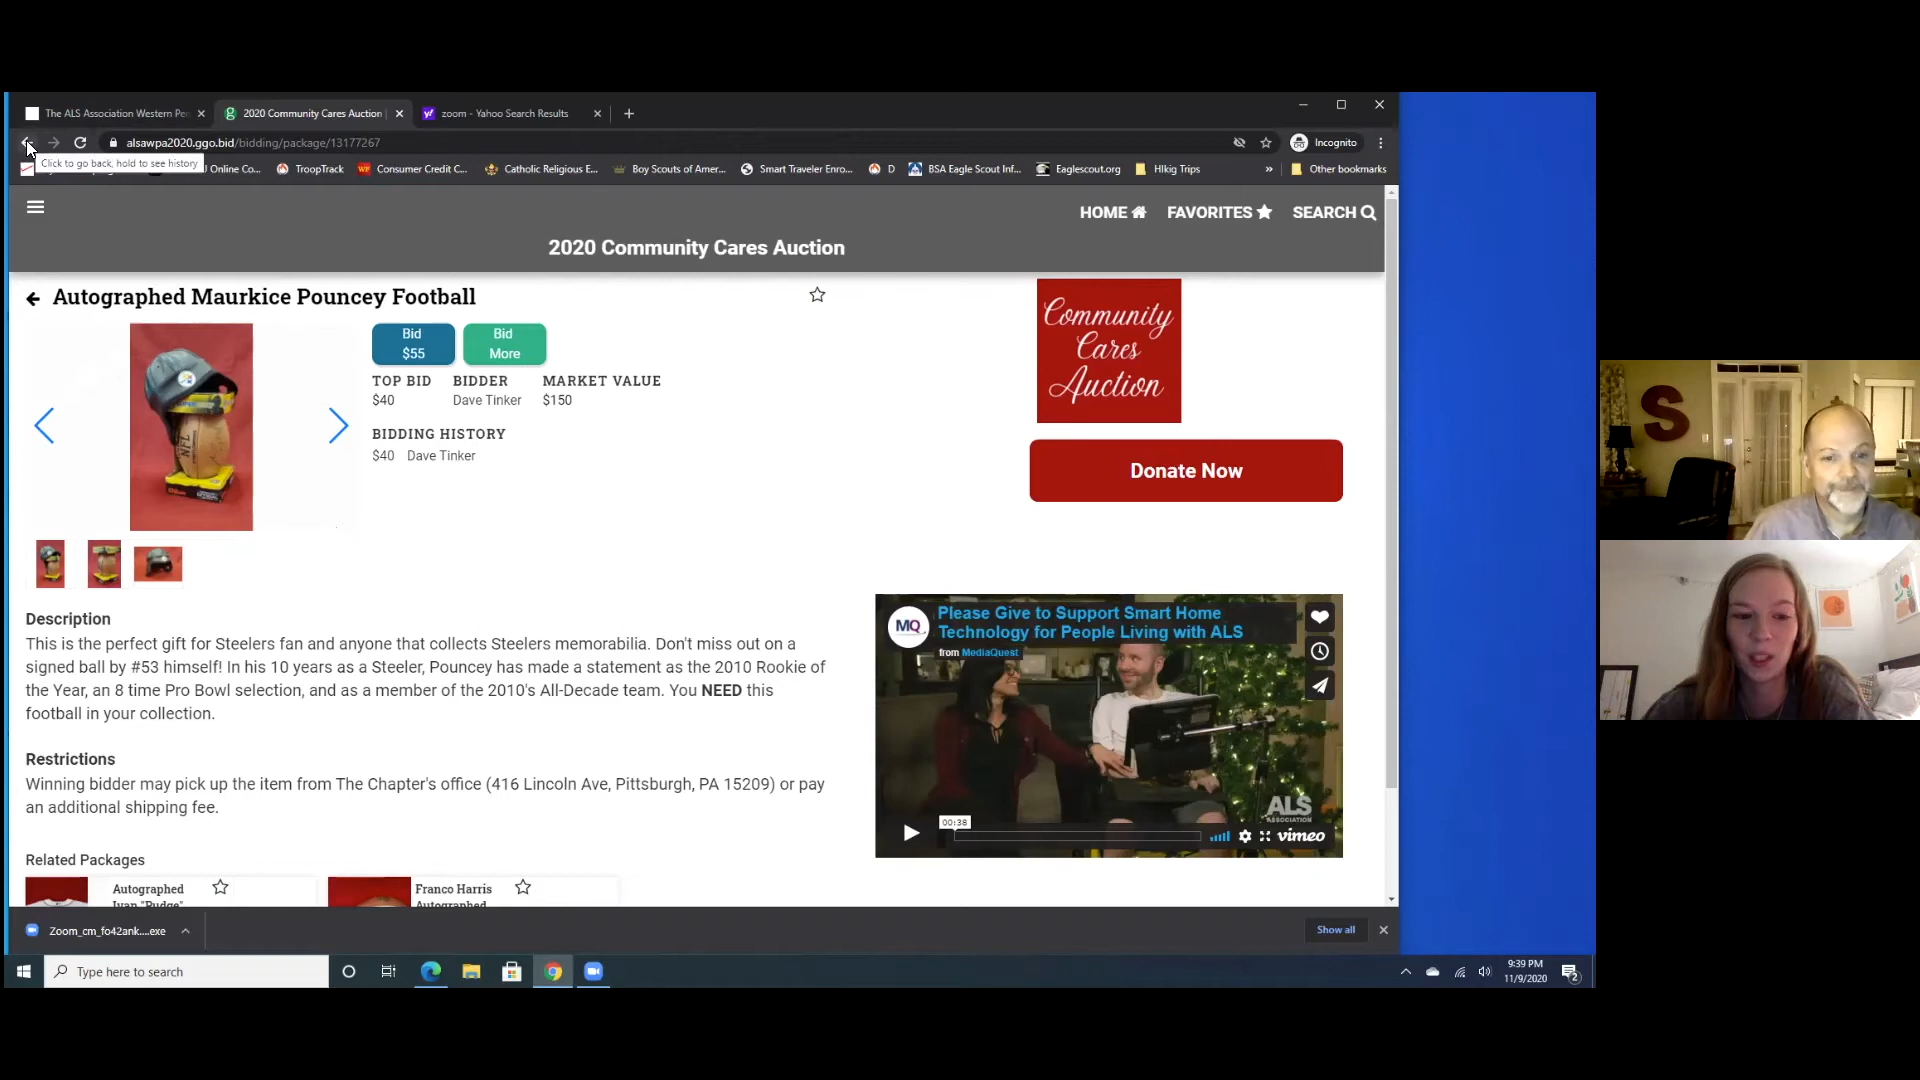 The ALS Association Western Pe
2020 Community Cares Auction
zoom - Yahoo Search Results
alsawpa2020.ggo.bid/bidding/package/13177267
Incognito
Click to go back, hold to see history
Online Co...
TroopTrack
Consumer Credit C...
Catholic Religious E...
Boy Scouts of Amer...
Smart Traveler Enro...
D
BSA Eagle Scout Inf...
Eaglescout.org
HIkig Trips
»
Other bookmarks
HOME
FAVORITES
SEARCH
2020 Community Cares Auction
Autographed Maurkice Pouncey Football
Community
Cares
Auction
Bid
$55
Bid
More
TOP BID BIDDER MARKET VALUE
$40 Dave Tinker $150
BIDDING HISTORY
$40 Dave Tinker
Donate Now
Description
This is the perfect gift for Steelers fan and anyone that collects Steelers memorabilia. Don't miss out on a
signed ball by #53 himself! In his 10 years as a Steeler, Pouncey has made a statement as the 2010 Rookie of
the Year, an 8 time Pro Bowl selection, and as a member of the 2010's All-Decade team. You NEED this
football in your collection.
Restrictions
Winning bidder may pick up the item from The Chapter's office (416 Lincoln Ave, Pittsburgh, PA 15209) or pay
an additional shipping fee.
Related Packages
Autographed
Ivan "Pudge"
Franco Harris
Autographed
MQ
Please Give to Support Smart Home
Technology for People Living with ALS
from MediaQuest
ALS
ASSOCIATION
00:38
vimeo
S
Zoom_cm_fo42ank....exe
Show all
Type here to search
9:39 PM
11/9/2020
2